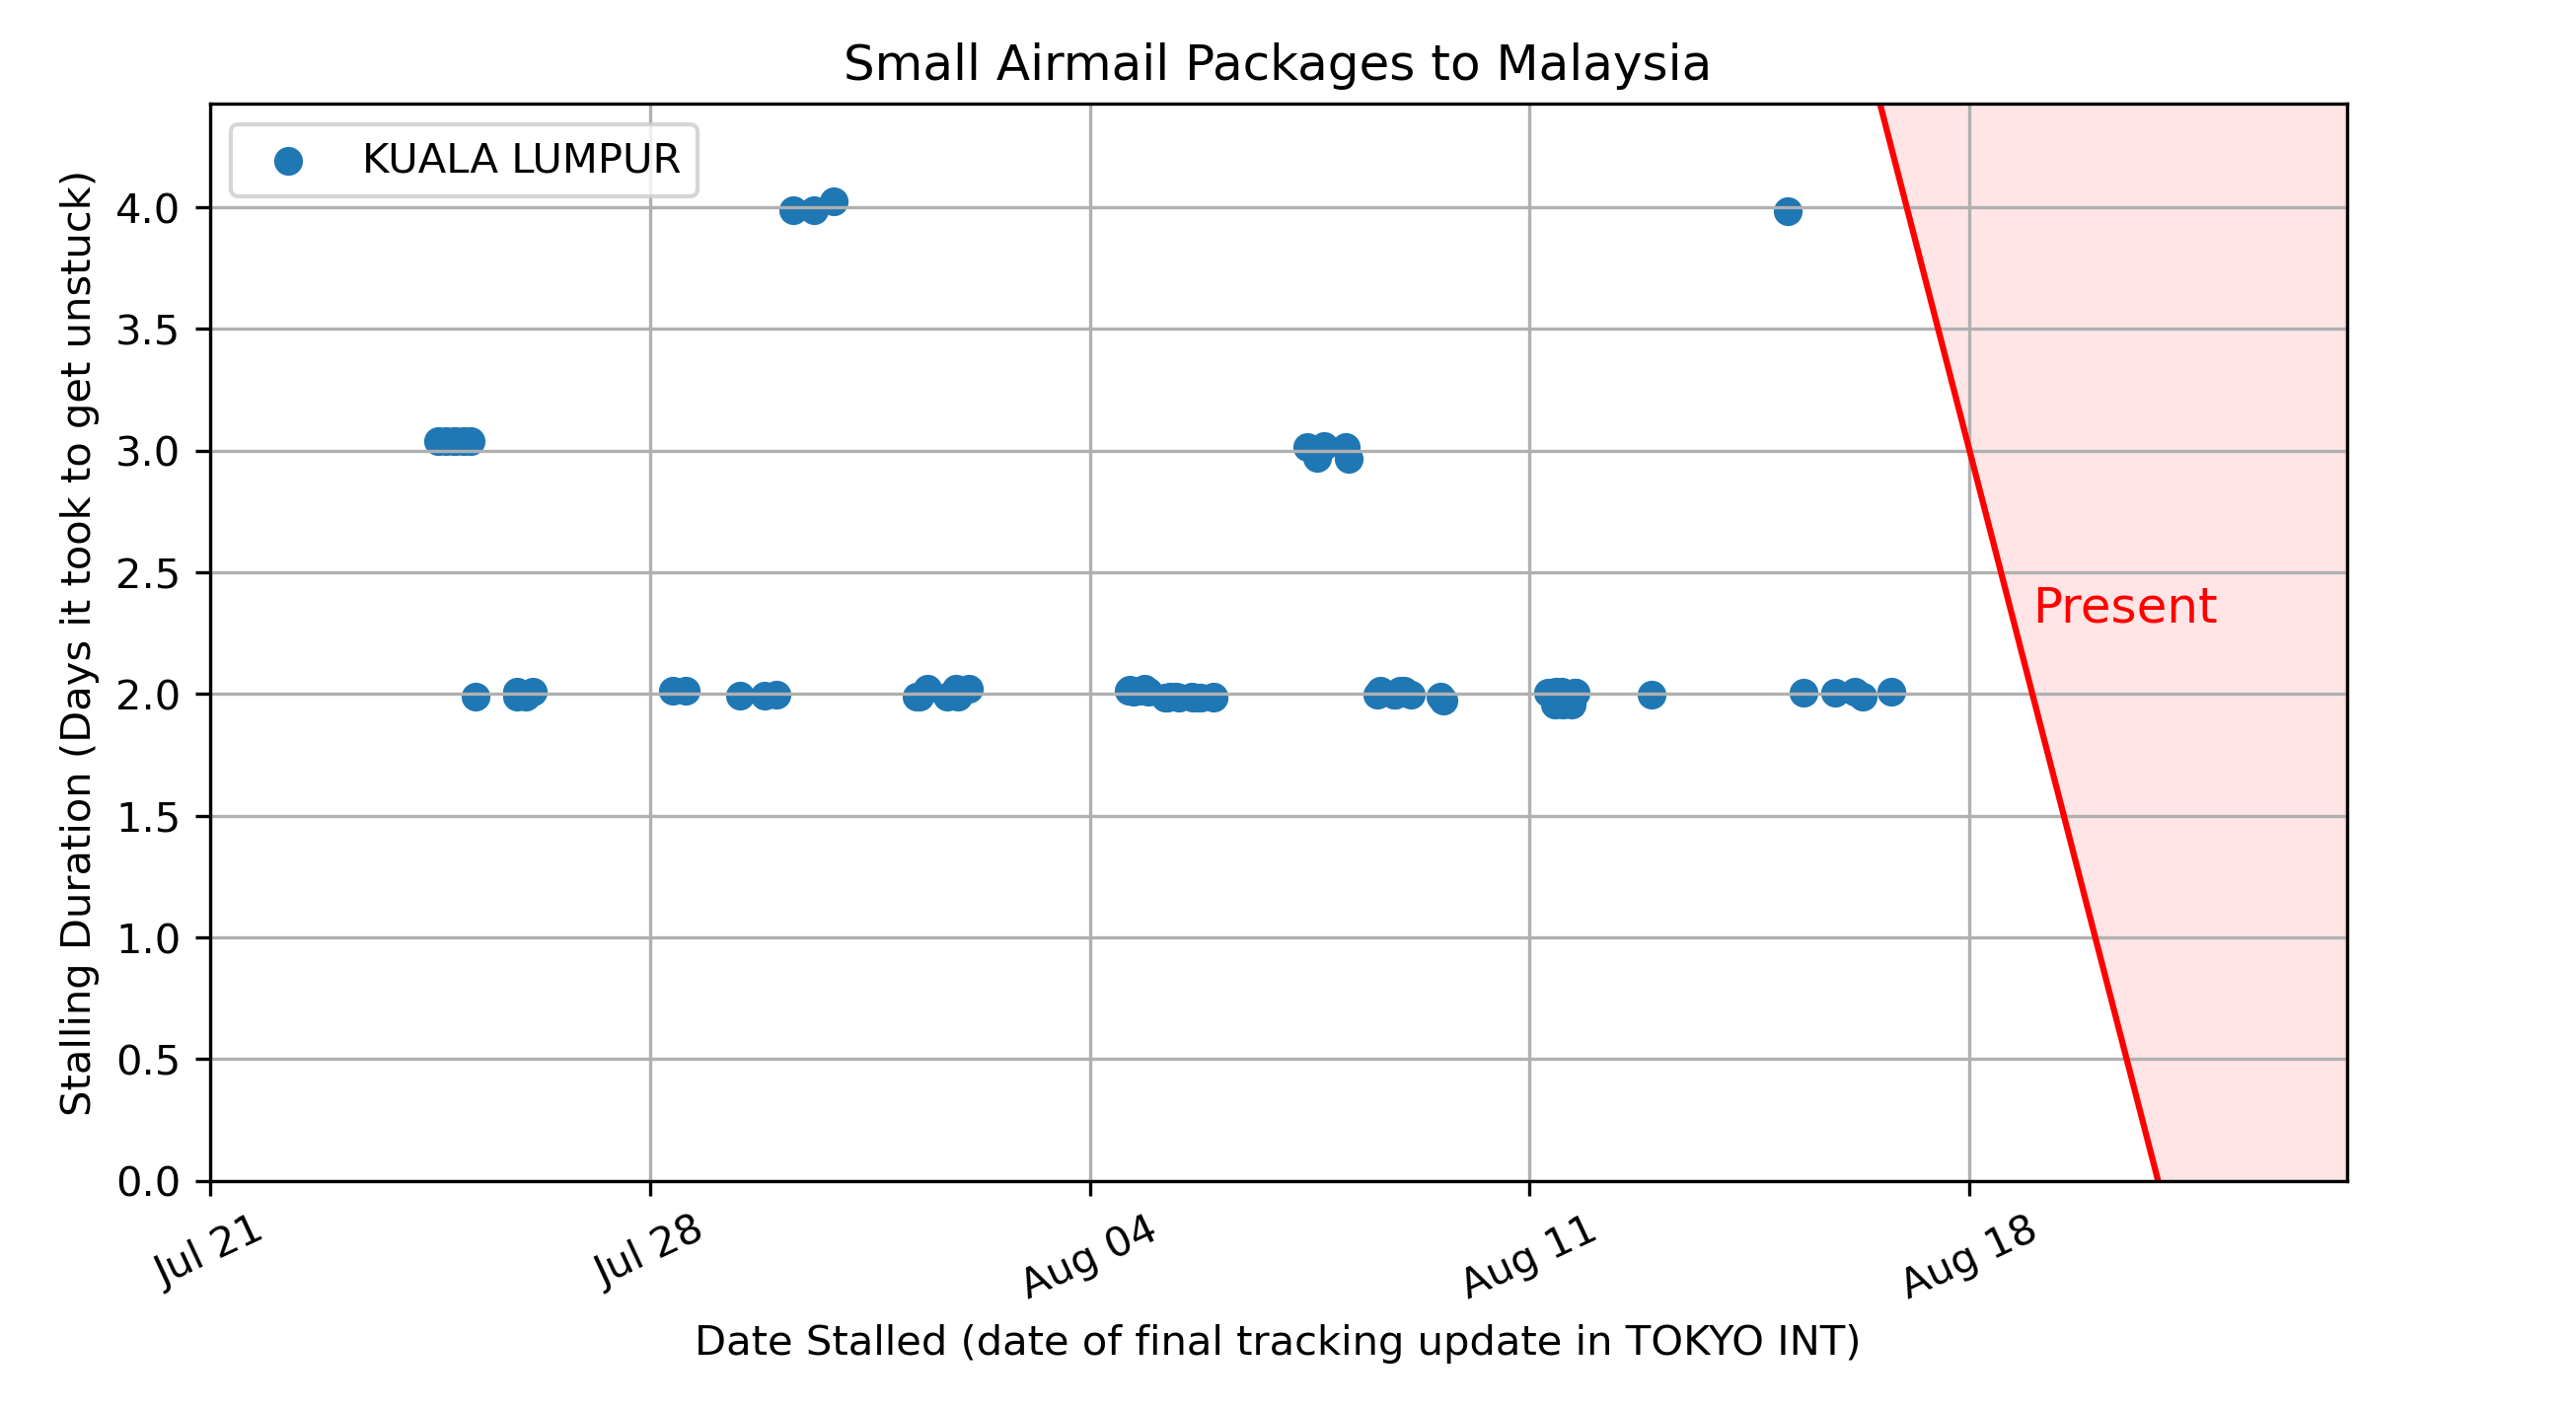 Small Airmail Packages to Malaysia
KUALA LUMPUR
Stalling Duration (Days it took to get unstuck)
4.0
3.5
3.0
2.5
2.0
1.5
1.0
0.5
0.0
Present
Jul 21
Jul 28
Aug 04
Aug 11
Aug 18
Date Stalled (date of final tracking update in TOKYO INT)